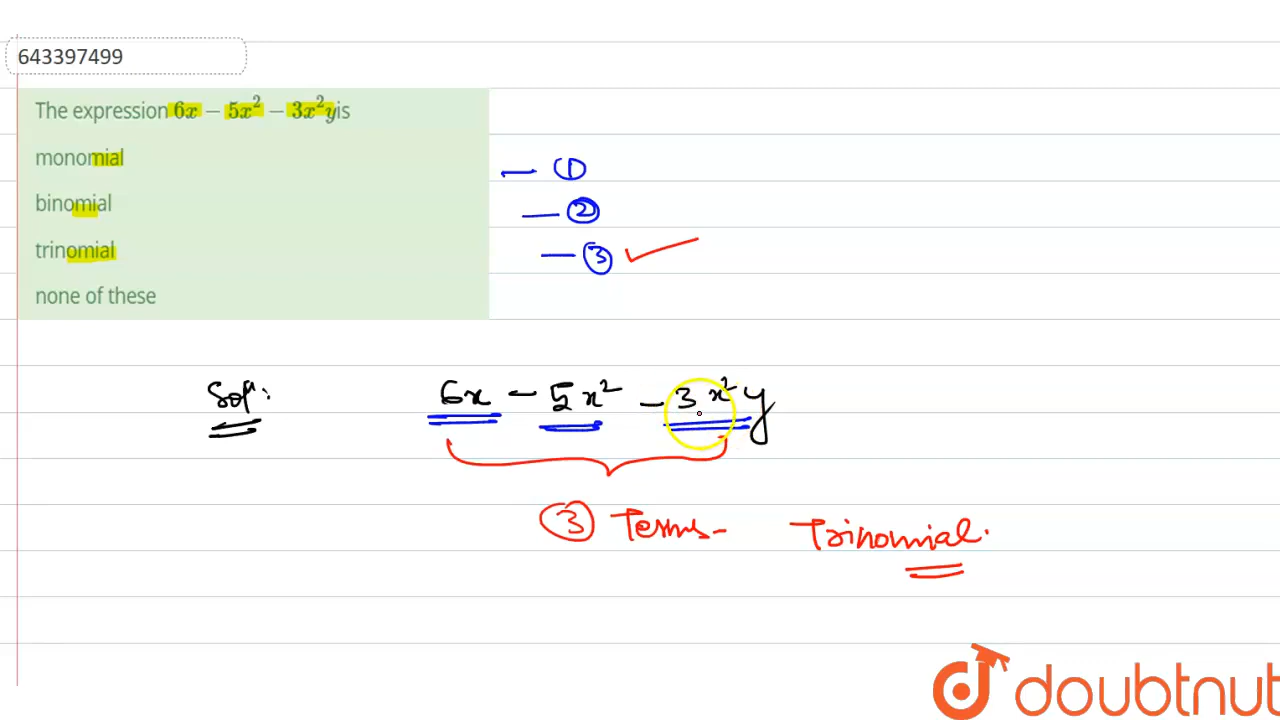 643397499
The expression 6x − 5x² − 3x²y is
monomial — ①
binomial — ②
trinomial — ③ ✓
none of these
Solⁿ: 6x − 5x² − 3x²y
③ Terms- Trinomial.
doubtnut